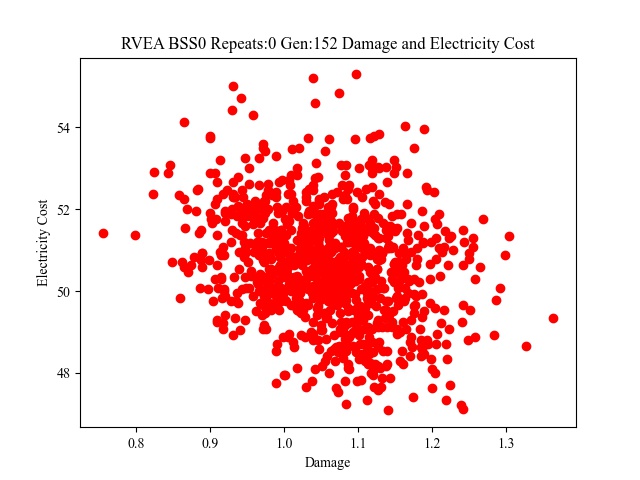 RVEA BSS0 Repeats:0 Gen:152 Damage and Electricity Cost
54
52
50
48
Electricity Cost
0.8 0.9 1.0 1.1 1.2 1.3
Damage